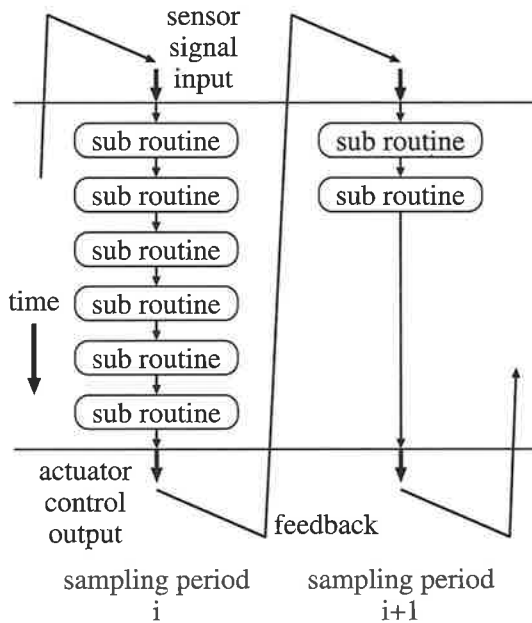 sensor
signal
input
sub routine
sub routine
sub routine
sub routine
sub routine
sub routine
sub routine
sub routine
time
actuator
control
output
feedback
sampling period
i
sampling period
i+1